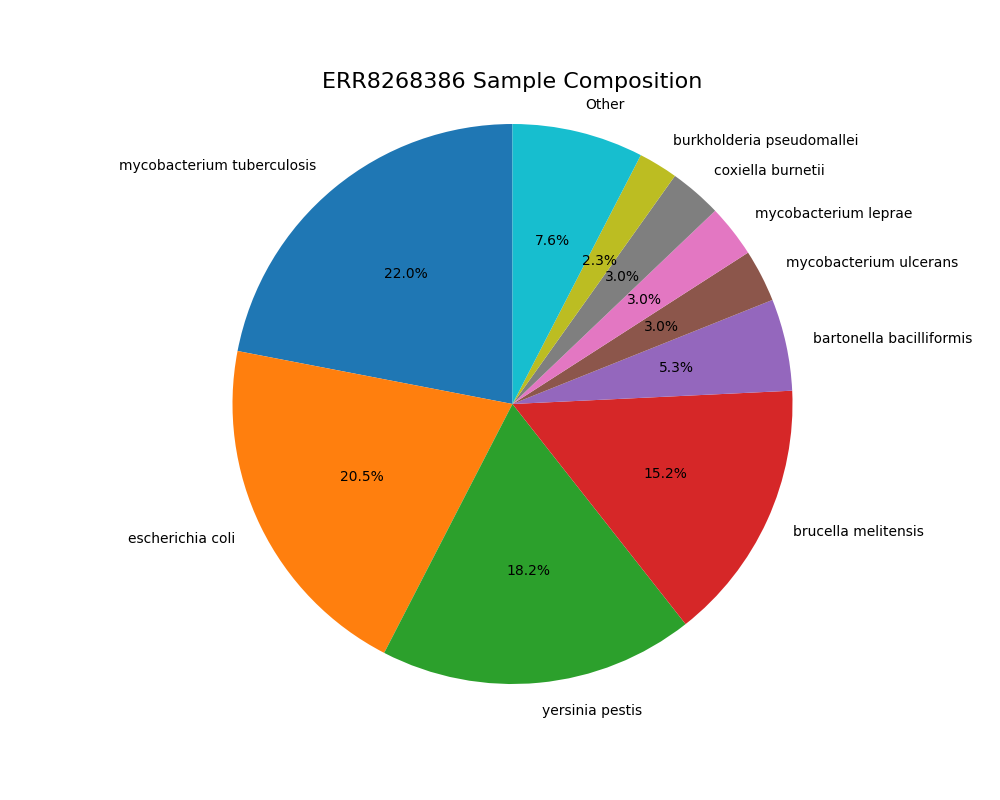 ERR8268386 Sample Composition
Other
burkholderia pseudomallei
mycobacterium tuberculosis
coxiella burnetii
mycobacterium leprae
7.6%
2.3%
mycobacterium ulcerans
22.0%
3.0%
3.0%
3.0%
bartonella bacilliformis
5.3%
15.2%
20.5%
brucella melitensis
escherichia coli
18.2%
yersinia pestis